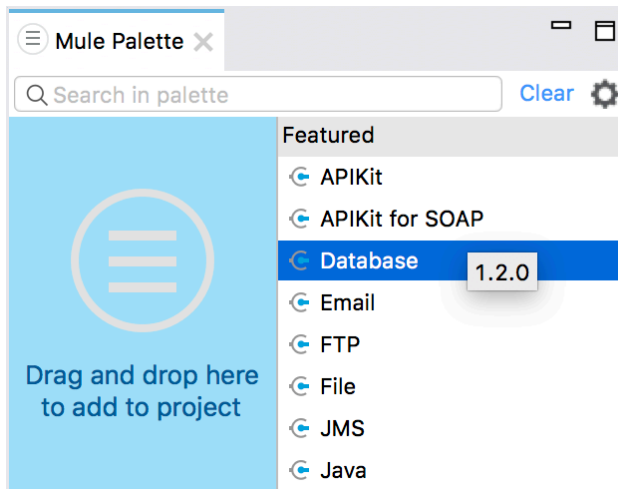 Mule Palette
Search in palette
Clear
Drag and drop here
to add to project
Featured
APIKit
APIKit for SOAP
Database
1.2.0
Email
FTP
File
JMS
Java